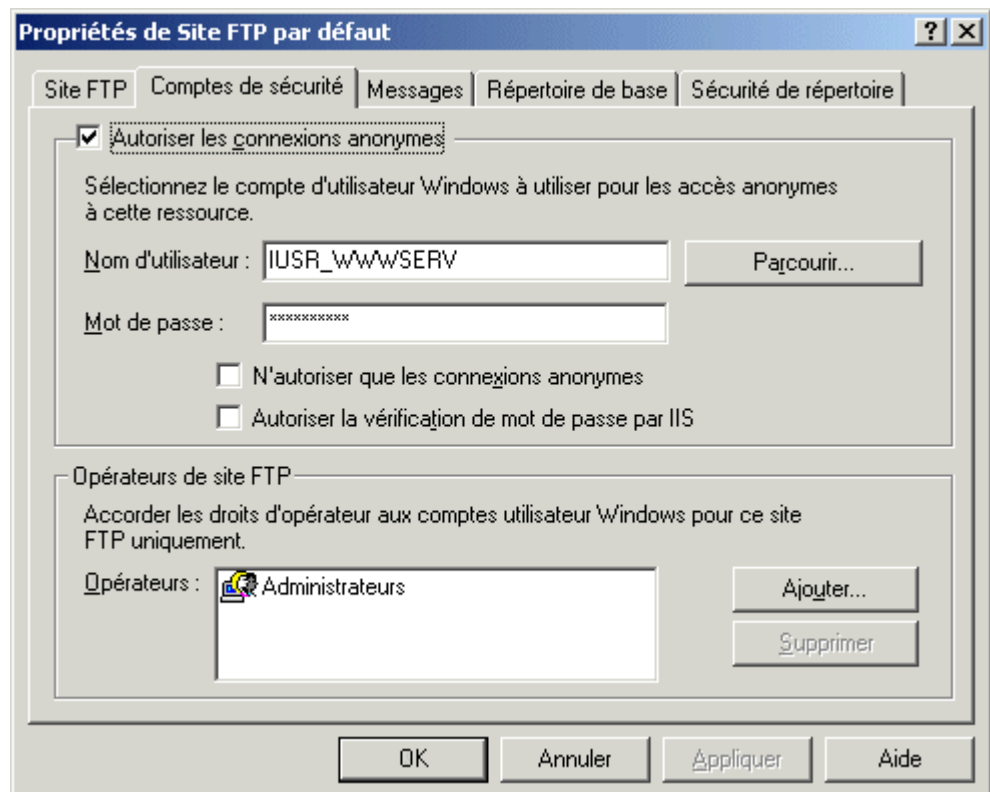 Propriétés de Site FTP par défaut
Site FTP Comptes de sécurité Messages Répertoire de base Sécurité de répertoire
Autoriser les connexions anonymes
Sélectionnez le compte d'utilisateur Windows à utiliser pour les accès anonymes
à cette ressource.
Nom d'utilisateur : IUSR_WWWSERV Parcourir...
Mot de passe : **********
N'autoriser que les connexions anonymes
Autoriser la vérification de mot de passe par IIS
Opérateurs de site FTP
Accorder les droits d'opérateur aux comptes utilisateur Windows pour ce site
FTP uniquement.
Opérateurs : Administrateurs Ajouter...
Supprimer
OK Annuler Appliquer Aide